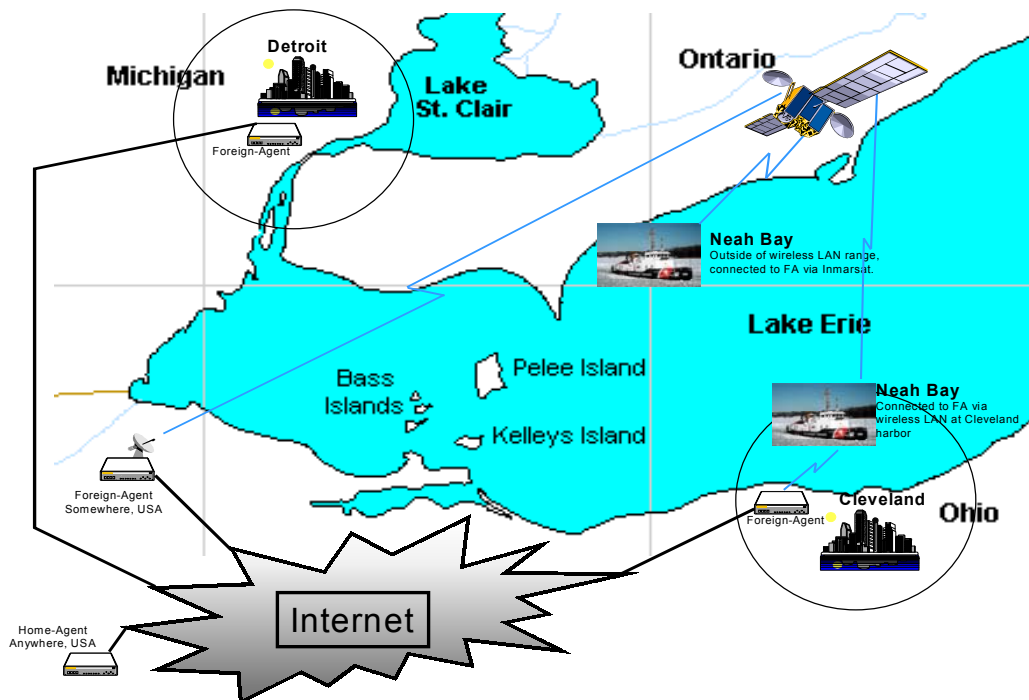 Detroit
Michigan
Foreign-Agent
Lake
St. Clair
Ontario
Neah Bay
Outside of wireless LAN range,
connected to FA via Inmarsat.
Lake Erie
Pelee Island
Bass
Islands
Kelleys Island
Neah Bay
Connected to FA via
wireless LAN at Cleveland
harbor
Foreign-Agent
Somewhere, USA
Cleveland
Foreign-Agent
Ohio
Internet
Home-Agent
Anywhere, USA